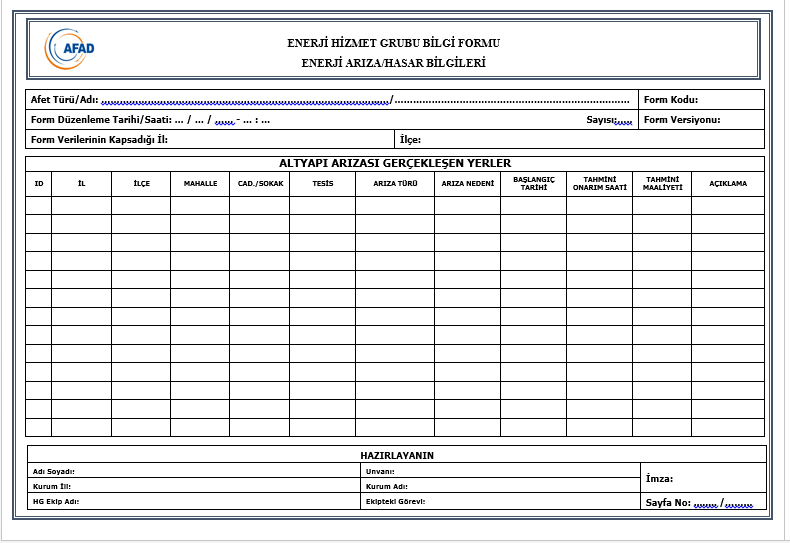 AFAD
ENERJİ HİZMET GRUBU BİLGİ FORMU
ENERJİ ARIZA/HASAR BİLGİLERİ
Afet Türü/Adı: ............................................................................................/............................................................................ Form Kodu:
Form Düzenleme Tarihi/Saati: ... / ... / ...... - ... : ... Sayısı:..... Form Versiyonu:
Form Verilerinin Kapsadığı İl: İlçe:
ALTYAPI ARIZASI GERÇEKLEŞEN YERLER
ID İL İLÇE MAHALLE CAD./SOKAK TESİS ARIZA TÜRÜ ARIZA NEDENİ BAŞLANGIÇ TARİHİ TAHMİNİ ONARIM SAATİ TAHMİNİ MAALİYETİ AÇIKLAMA
HAZIRLAYANIN
Adı Soyadı: Unvanı: İmza:
Kurum İli: Kurum Adı:
HG Ekip Adı: Ekipteki Görevi: Sayfa No: ....... /........